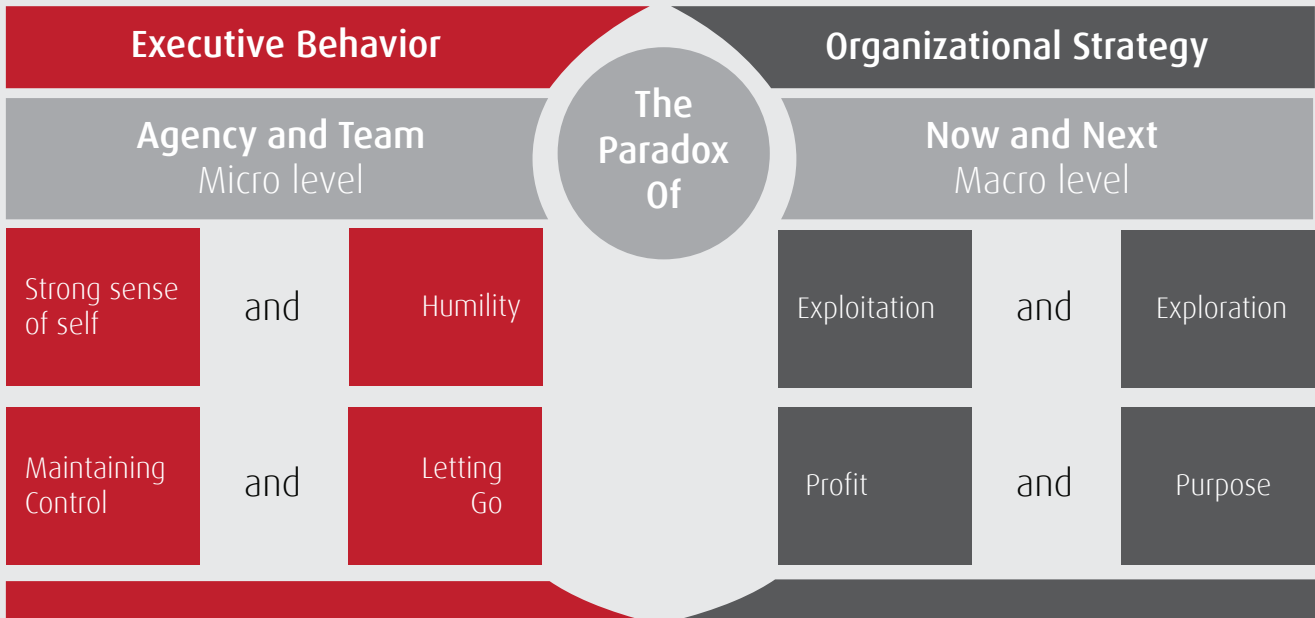 Executive Behavior
Organizational Strategy
The
Paradox
Of
Agency and Team
Micro level
Now and Next
Macro level
Strong sense
of self
and
Humility
Exploitation
and
Exploration
Maintaining
Control
and
Letting
Go
Profit
and
Purpose